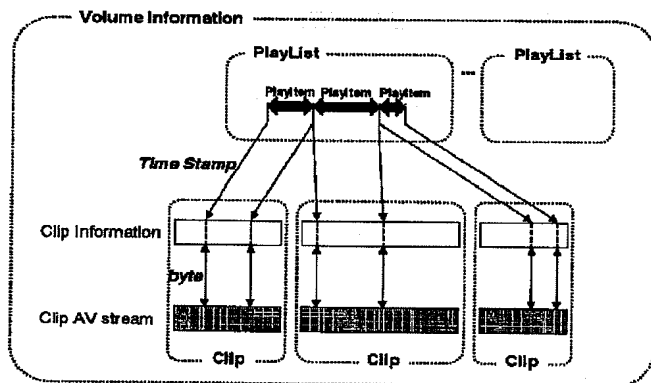 Volume Information
PlayList
... PlayList
PlayItem PlayItem PlayItem
Time Stamp
Clip Information
byte
Clip AV stream
Clip Clip Clip